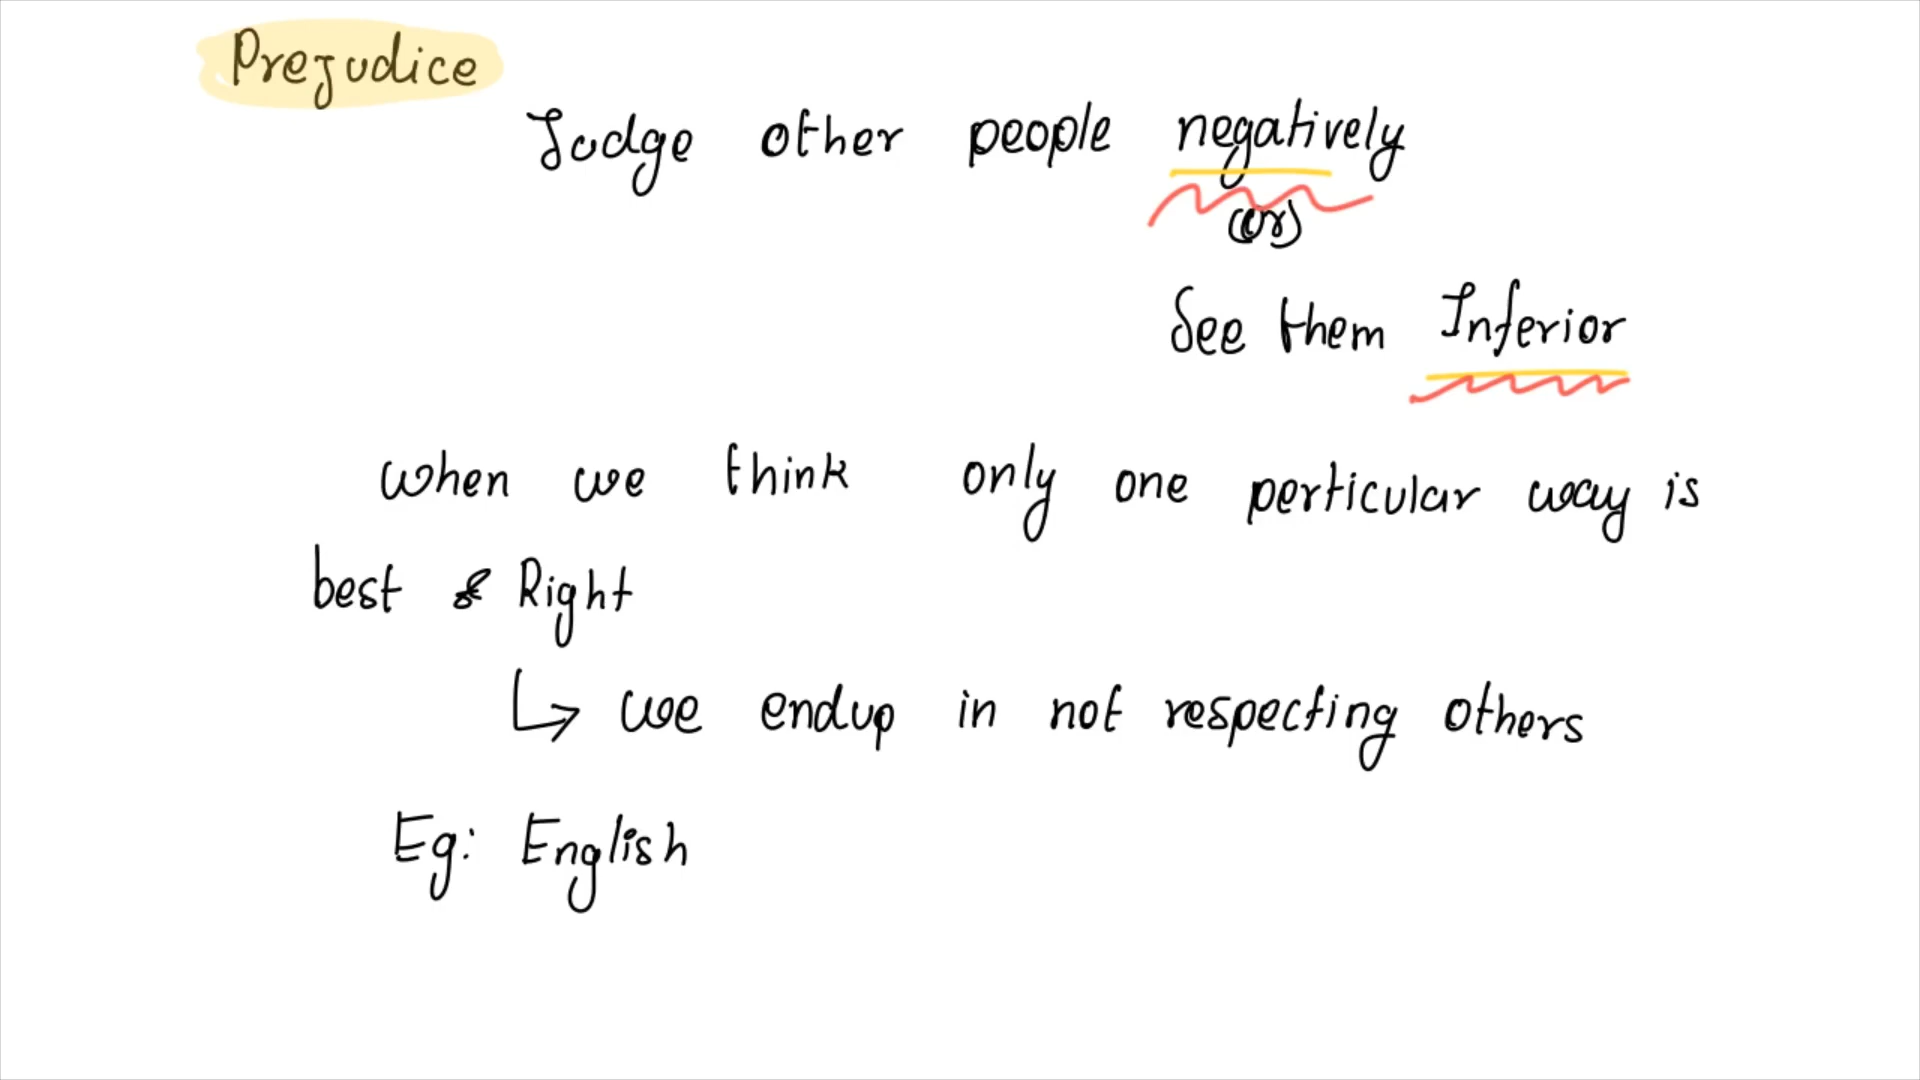 Prejudice
Judge other people negatively
(or)
See them Inferior
when we think only one perticular way is
best & Right
↳ we endup in not respecting others
Eg: English